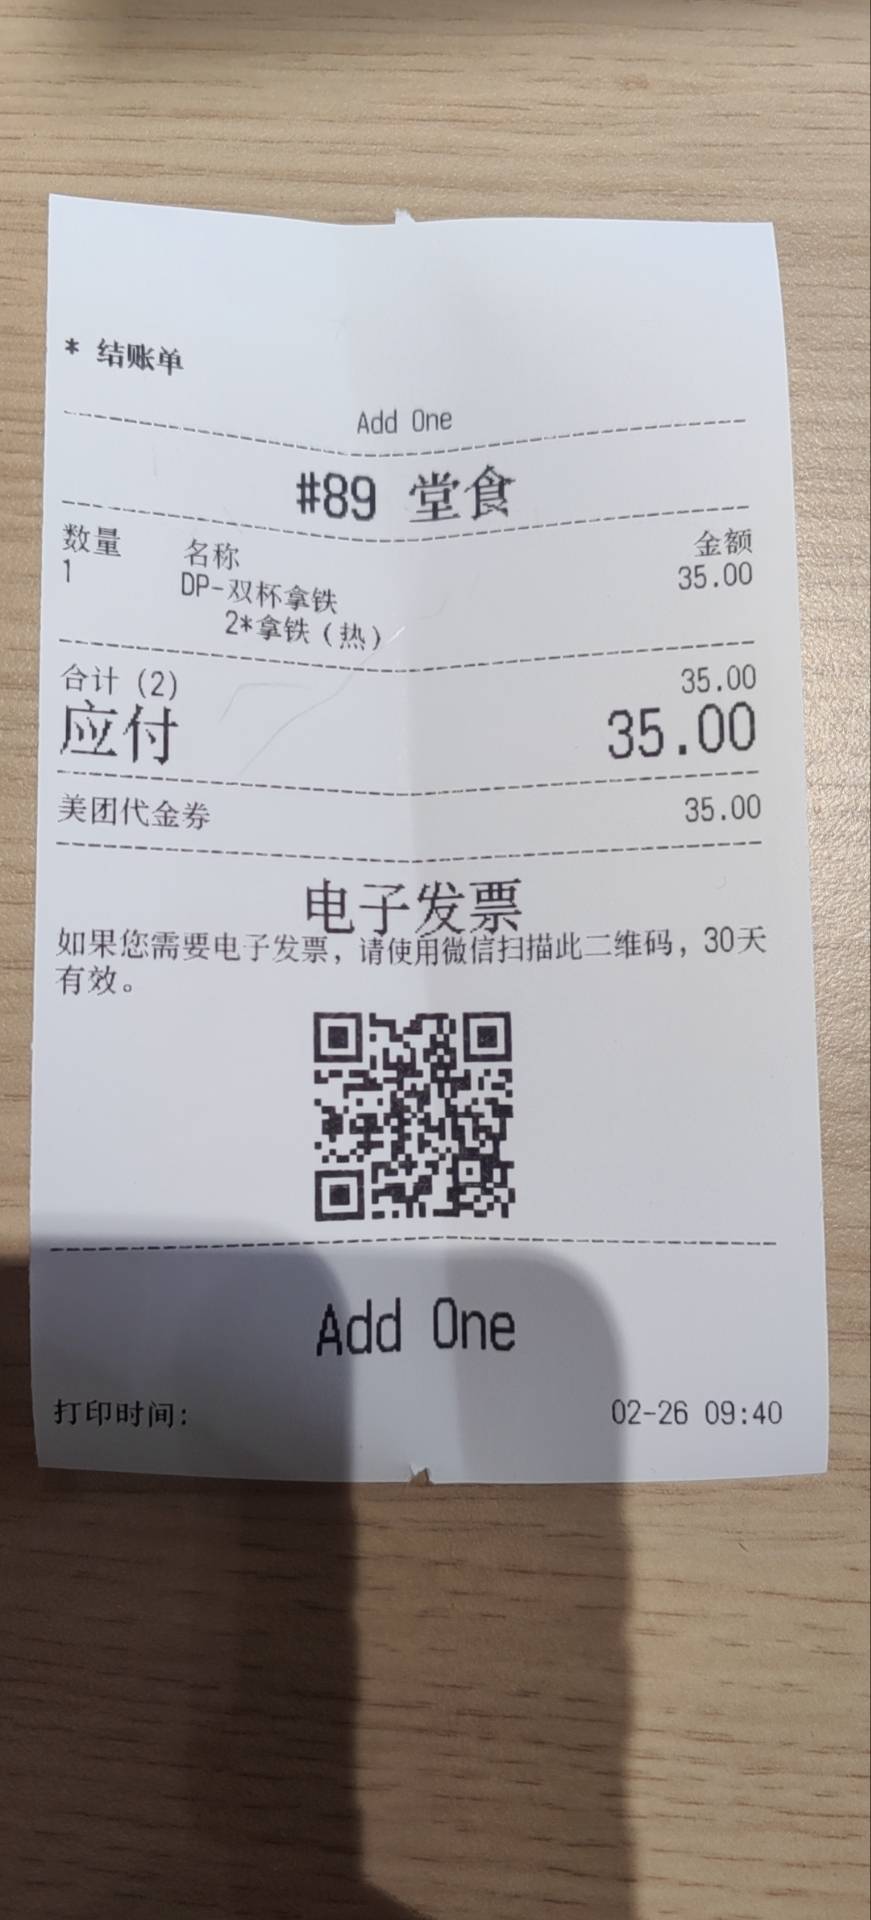 * 结账单
Add One
#89 堂食
数量 名称 金额
1 DP-双杯拿铁 35.00
2*拿铁（热）
合计 (2) 35.00
应付 35.00
美团代金券 35.00
电子发票
如果您需要电子发票，请使用微信扫描此二维码，30天
有效。
Add One
打印时间: 02-26 09:40